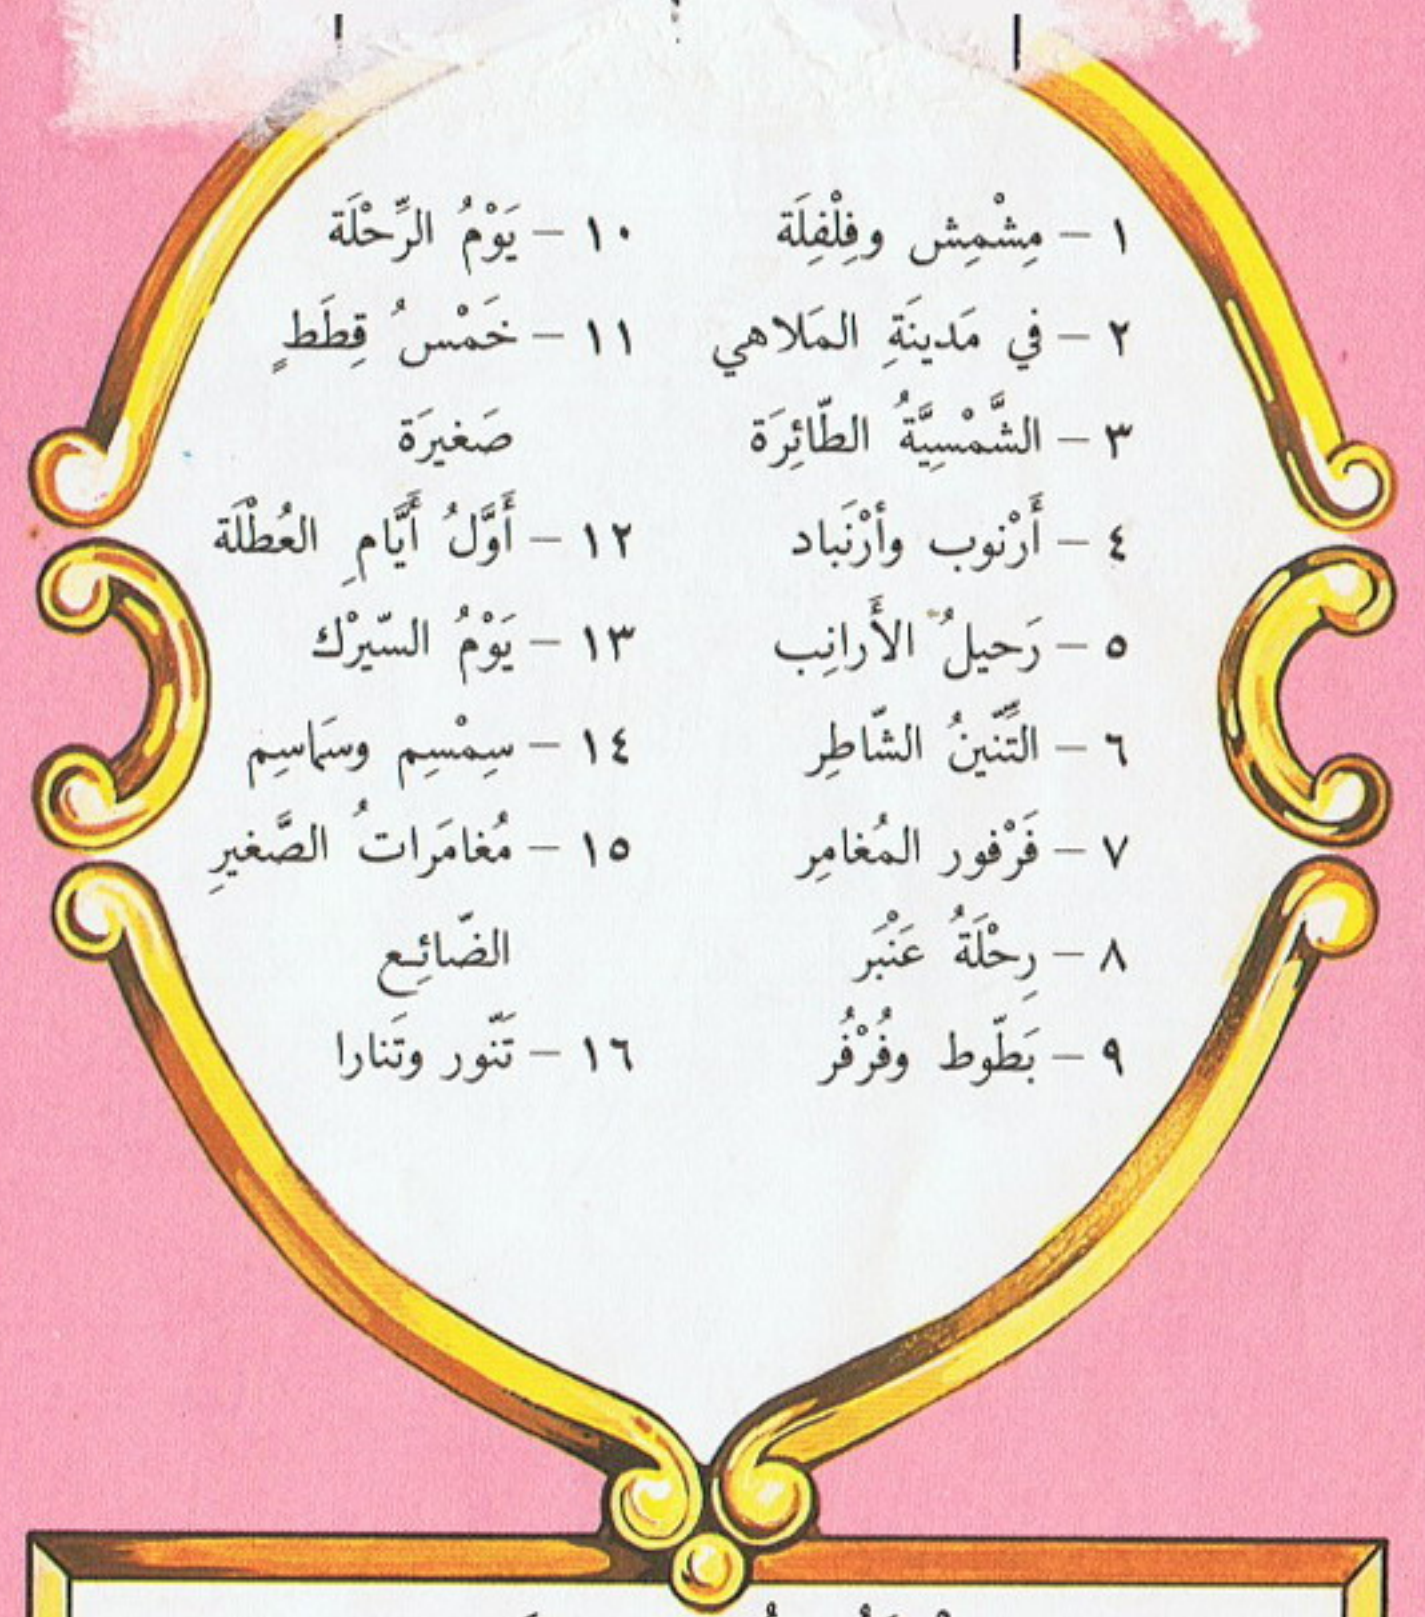 ١ – مِشْمِش وفِلْفِلَة
٢ – في مَدينَةِ المَلاهي
٣ – الشَّمْسِيَّةُ الطّائِرَة
٤ – أَرْنوب وأرْنَباد
٥ – رَحيلُ الأَرانِب
٦ – التِّنّينُ الشّاطِر
٧ – فَرْفور المُغامِر
٨ – رِحْلَةُ عَنْبَر
٩ – بَطّوط وفُرْفُر
١٠ – يَوْمُ الرِّحْلَة
١١ – خَمْسُ قِطَطٍ
صَغيرَة
١٢ – أَوَّلُ أَيَّامِ العُطْلَة
١٣ – يَوْمُ السّيرْك
١٤ – سِمْسِم وسَماسِم
١٥ – مُغامَراتُ الصَّغيرِ
الضّائِع
١٦ – تَنّور وتَنارا